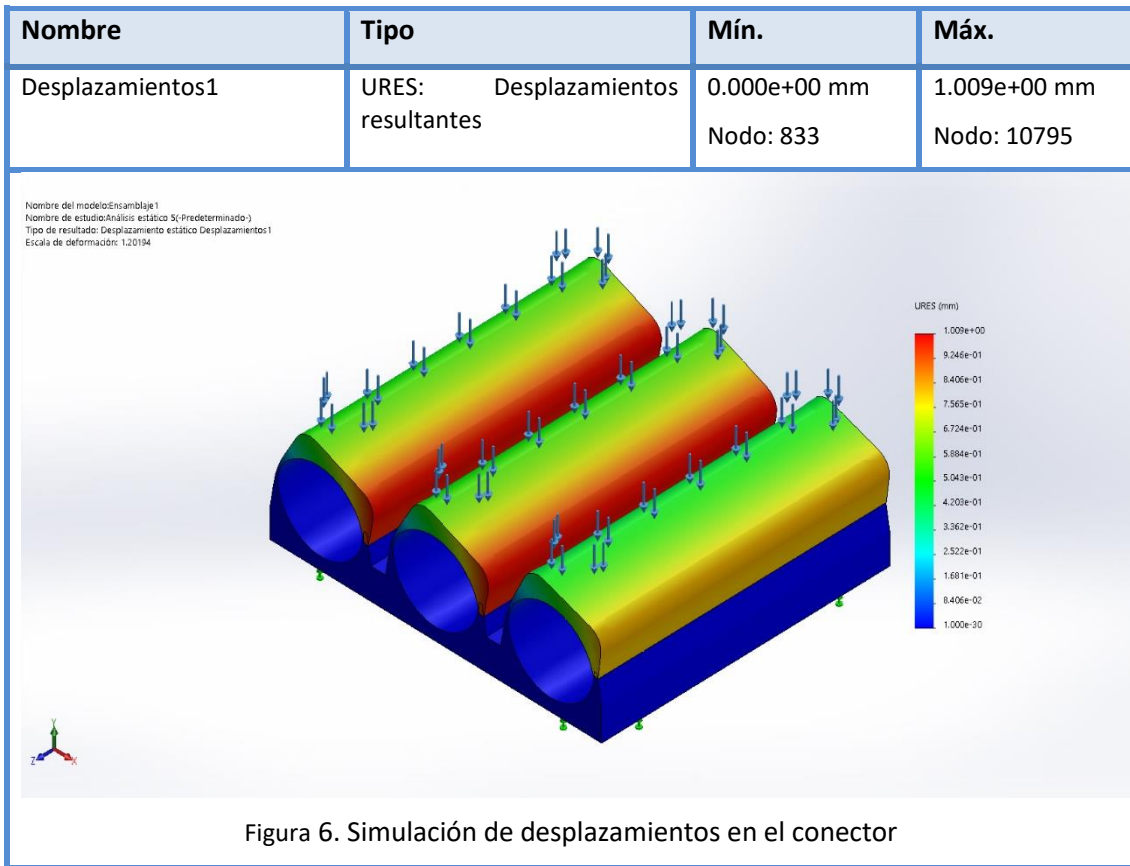 Nombre Tipo Mín. Máx.
Desplazamientos1 URES: Desplazamientos 0.000e+00 mm 1.009e+00 mm
resultantes
Nodo: 833 Nodo: 10795
Nombre del modelo:Ensamblaje1
Nombre de estudio:Análisis estático 5(-Predeterminado-)
Tipo de resultado: Desplazamiento estático Desplazamientos1
Escala de deformación: 1.20194
URES (mm)
1.009e+00
9.246e-01
8.406e-01
7.565e-01
6.724e-01
5.884e-01
5.043e-01
4.203e-01
3.362e-01
2.522e-01
1.681e-01
8.406e-02
1.000e-30
Y
Z X
Figura 6. Simulación de desplazamientos en el conector